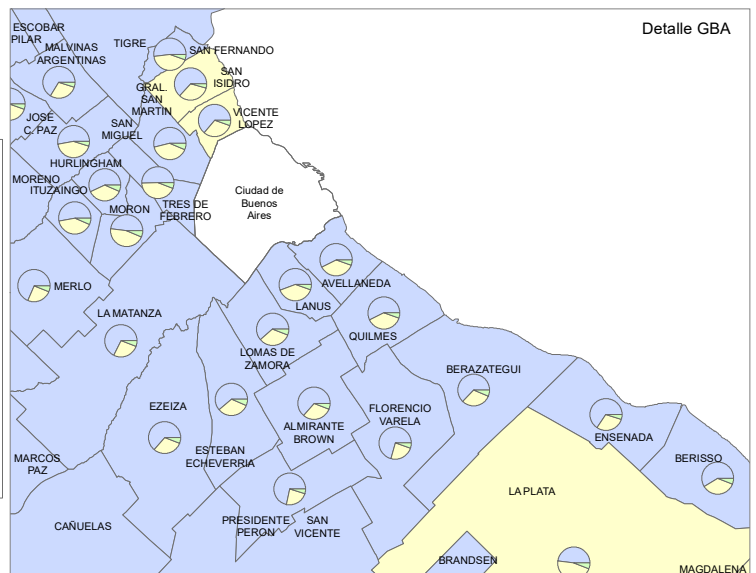 Detalle GBA
ESCOBAR
PILAR
MALVINAS
ARGENTINAS
TIGRE
SAN FERNANDO
SAN
ISIDRO
GRAL.
SAN
MARTIN
VICENTE
LOPEZ
JOSE
C. PAZ
SAN
MIGUEL
HURLINGHAM
MORENO
ITUZAINGO
MORON
TRES DE
FEBRERO
Ciudad de
Buenos
Aires
MERLO
AVELLANEDA
LANUS
LA MATANZA
QUILMES
LOMAS DE
ZAMORA
BERAZATEGUI
EZEIZA
ALMIRANTE
BROWN
FLORENCIO
VARELA
ESTEBAN
ECHEVERRIA
ENSENADA
BERISSO
MARCOS
PAZ
LA PLATA
CAÑUELAS
PRESIDENTE
PERON
SAN
VICENTE
BRANDSEN
MAGDALENA